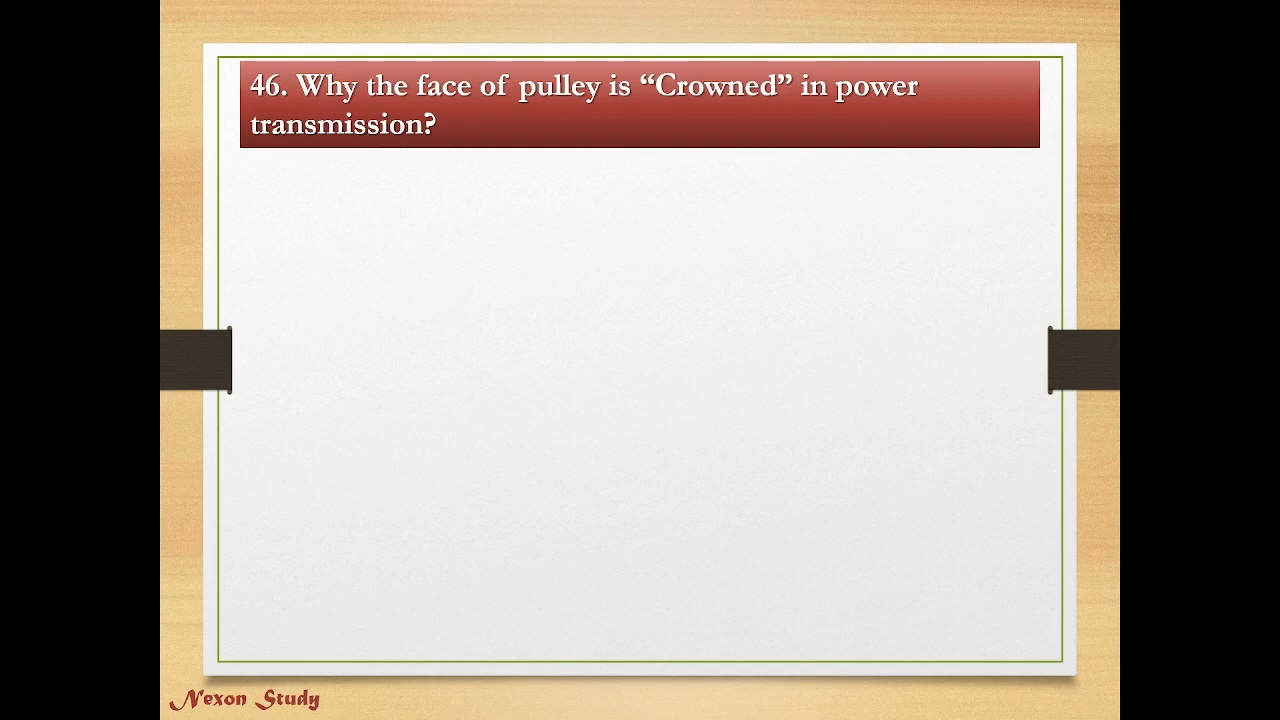 46. Why the face of pulley is “Crowned” in power
transmission?
Nexon Study